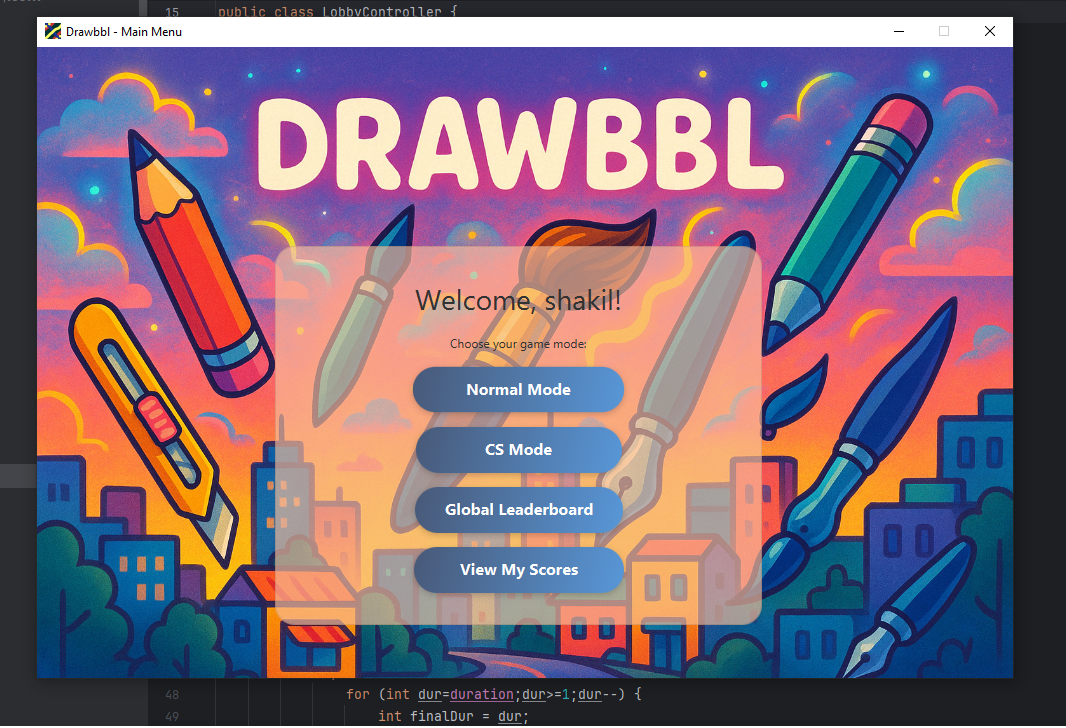 15 public class LobbyController {
Drawbbl - Main Menu
DRAWBBL
Welcome, shakil!
Choose your game mode:
Normal Mode
CS Mode
Global Leaderboard
View My Scores
48 for (int dur=duration;dur>=1;dur--) {
49 int finalDur = dur;